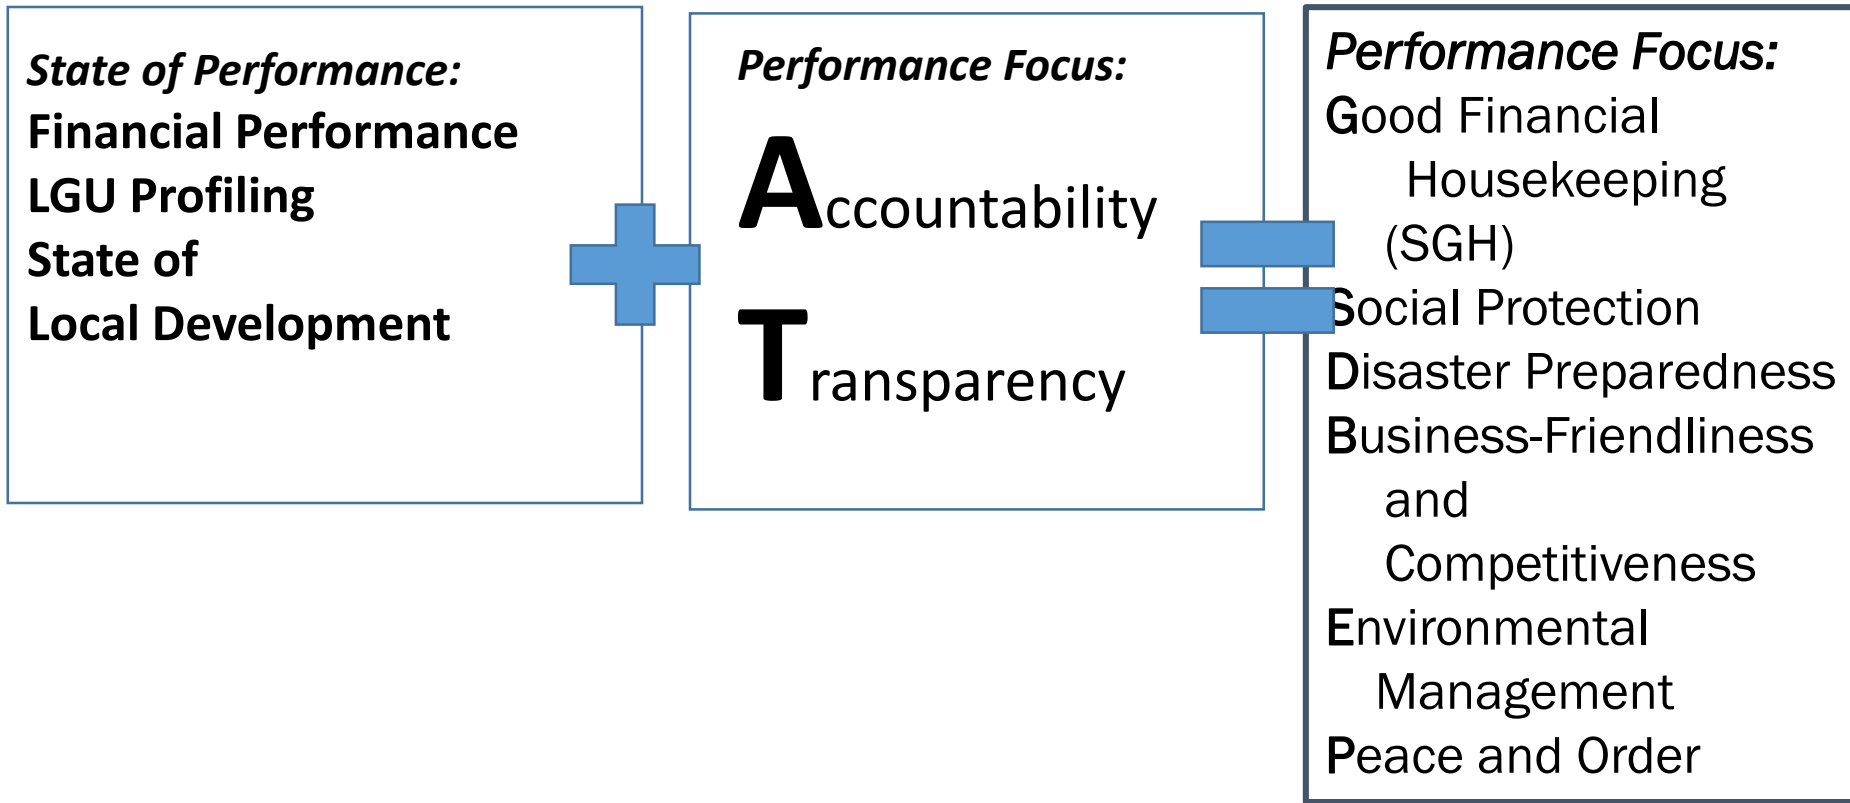 State of Performance:
Financial Performance
LGU Profiling
State of
Local Development
Performance Focus:
Accountability
Transparency
Performance Focus:
Good Financial
Housekeeping
(SGH)
Social Protection
Disaster Preparedness
Business-Friendliness
and
Competitiveness
Environmental
Management
Peace and Order